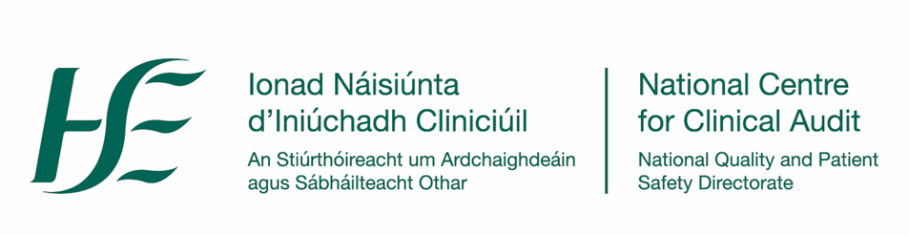 HSE
Ionad Náisiúnta
d'Iniúchadh Cliniciúil
An Stiúrthóireacht um Ardchaighdeáin
agus Sábháilteacht Othar
National Centre
for Clinical Audit
National Quality and Patient
Safety Directorate